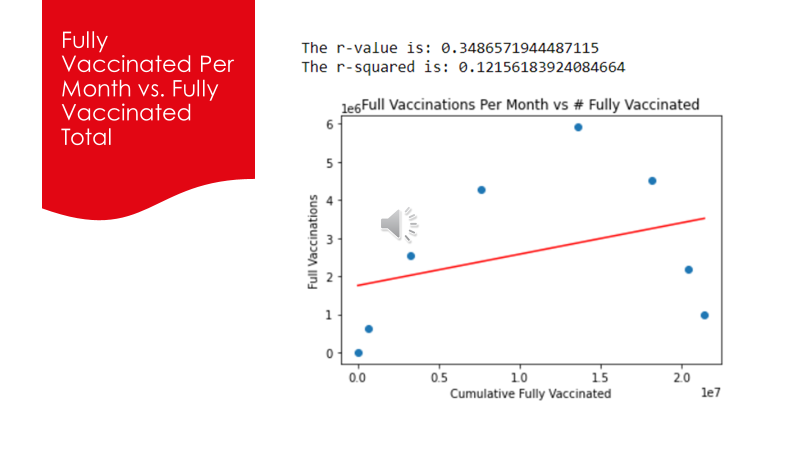 Fully
Vaccinated Per
Month vs. Fully
Vaccinated
Total
The r-value is: 0.3486571944487115
The r-squared is: 0.12156183924084664
1e6
Full Vaccinations Per Month vs # Fully Vaccinated
6
5
4
3
2
1
0
Full Vaccinations
0.0 0.5 1.0 1.5 2.0
1e7
Cumulative Fully Vaccinated